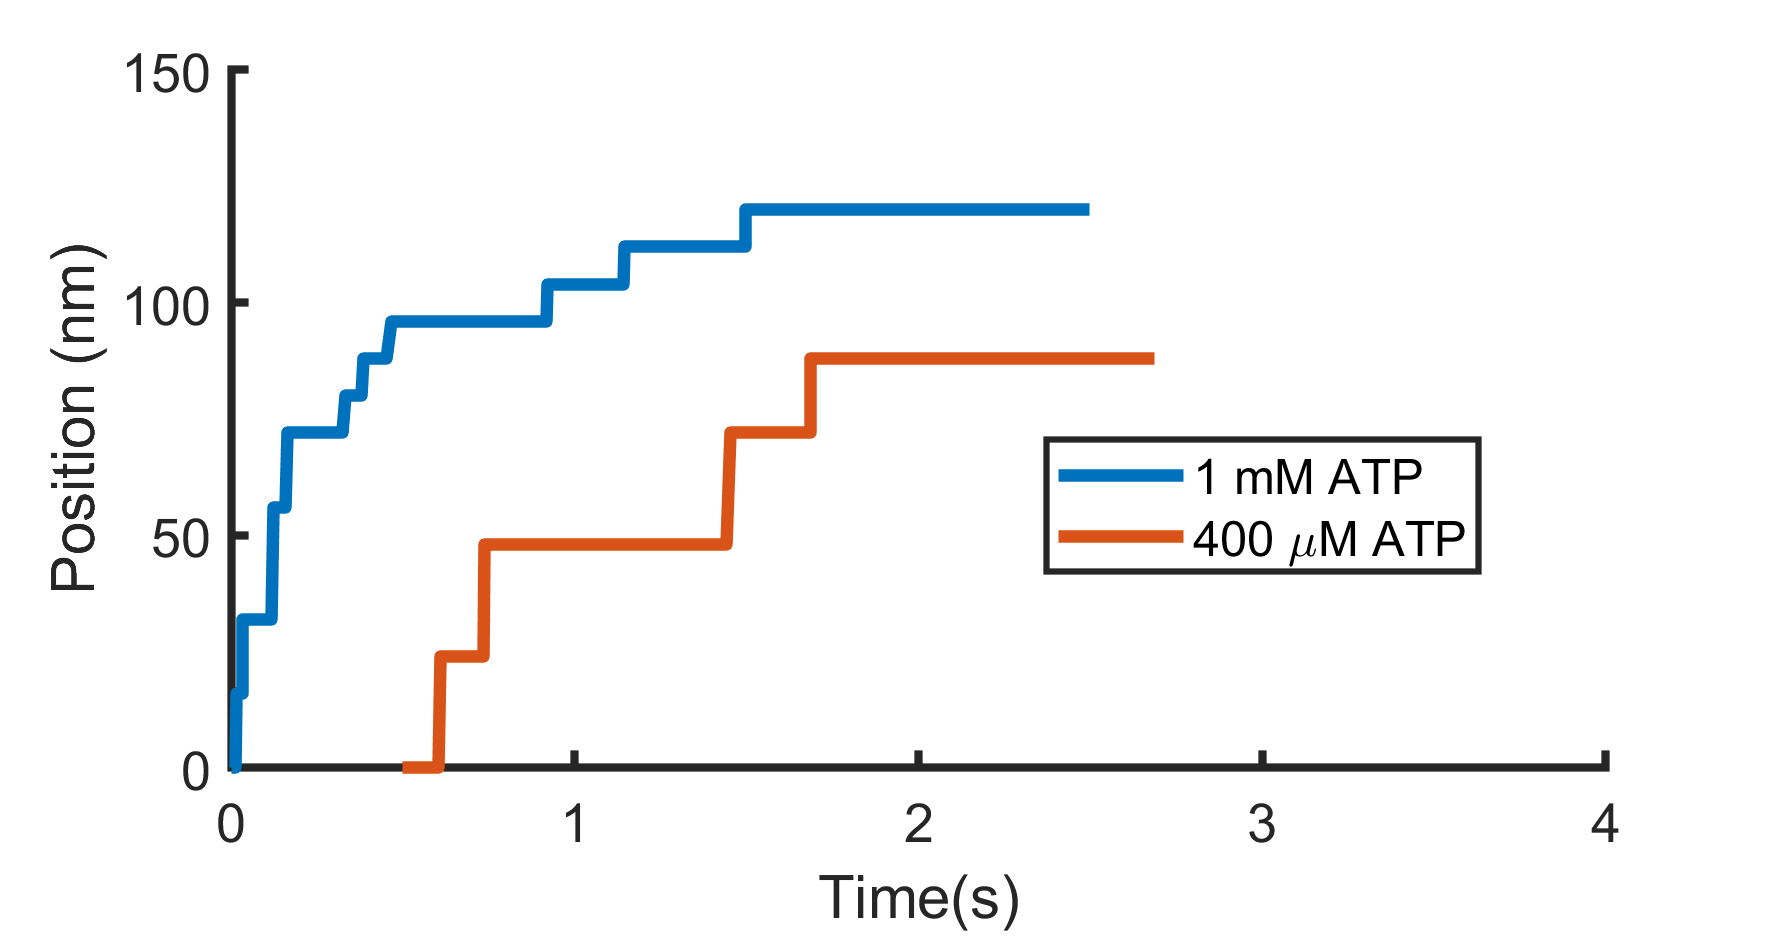 150
100
50
0
Position (nm)
0 1 2 3 4
Time(s)
1 mM ATP
400 μM ATP